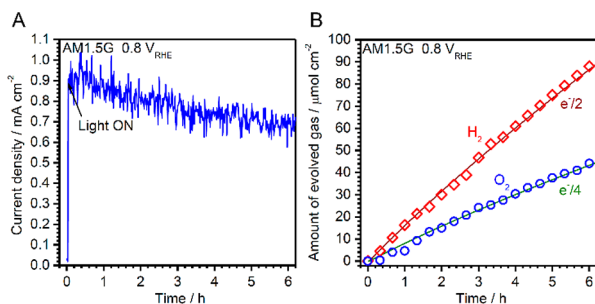 A
AM1.5G 0.8 V_RHE
Light ON
Current density / mA cm⁻²
1.1
1.0
0.9
0.8
0.7
0.6
0.5
0.4
0.3
0.2
0.1
0.0
0 1 2 3 4 5 6
Time / h
B
AM1.5G 0.8 V_RHE
H₂
e⁻/2
O₂
e⁻/4
Amount of evolved gas / μmol cm⁻²
100
90
80
70
60
50
40
30
20
10
0
0 1 2 3 4 5 6
Time / h